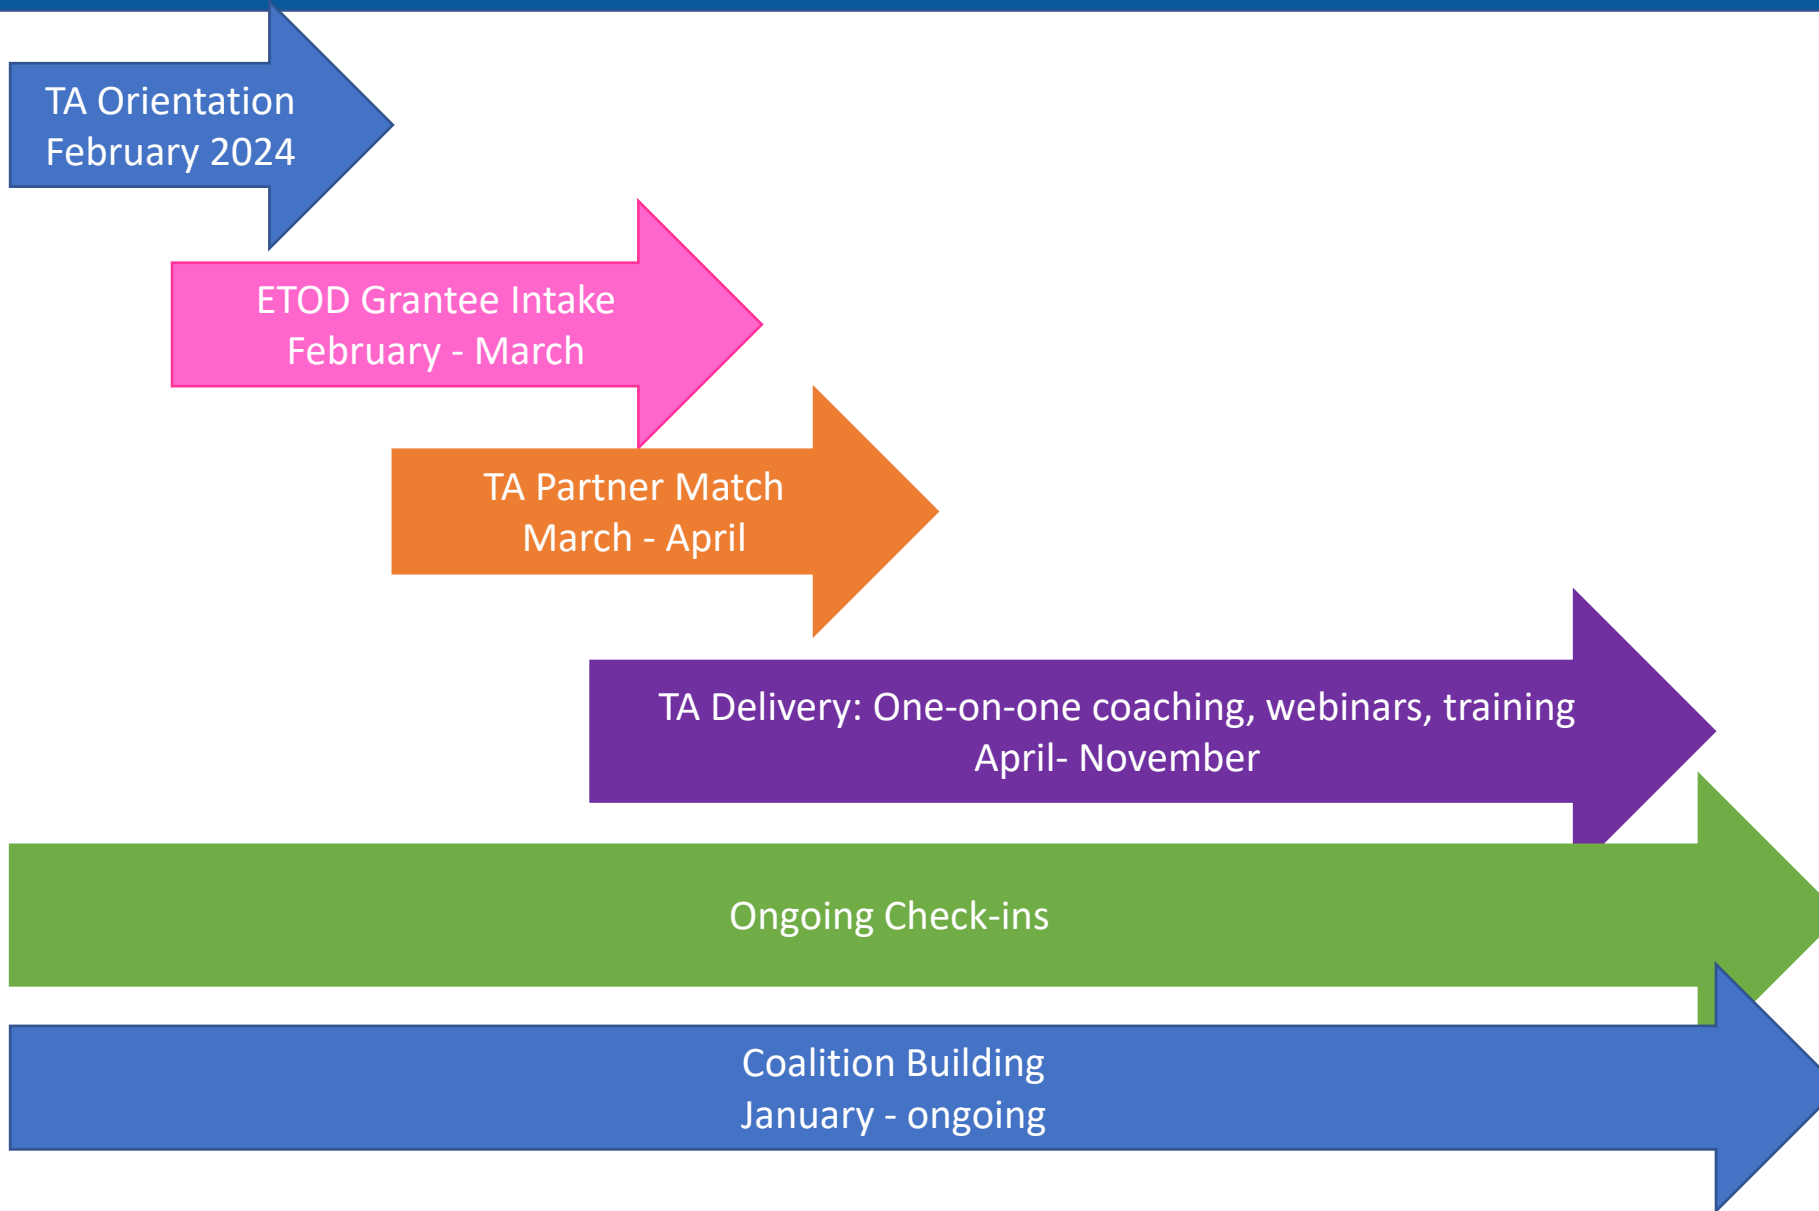 TA Orientation
February 2024
ETOD Grantee Intake
February - March
TA Partner Match
March - April
TA Delivery: One-on-one coaching, webinars, training
April- November
Ongoing Check-ins
Coalition Building
January - ongoing